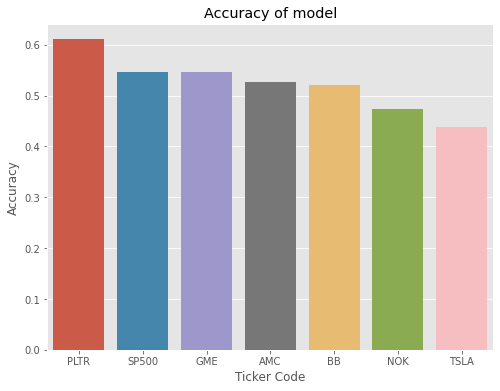 Accuracy of model
Accuracy
0.6
0.5
0.4
0.3
0.2
0.1
0.0
PLTR SP500 GME AMC BB NOK TSLA
Ticker Code